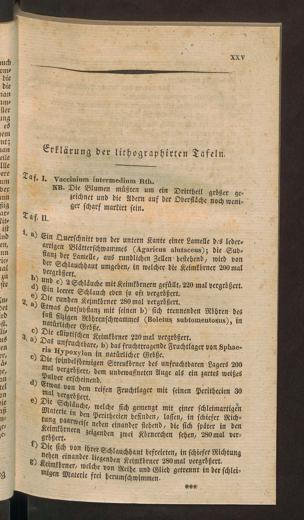 XXV
Erklärung der lithographirten Tafeln.
Taf. I. Vaccinium intermedium Rth.
NB. Die Blumen müßten um ein Drittheil größer ge-
zeichnet und die Adern auf der Oberfläche noch weni-
ger scharf markirt sein.
Taf. II.
1. a) Ein Querschnitt von der untern Kante einer Lamelle des leder-
artigen Blätterschwammes (Agaricus alutaceus); die Sub-
stanz der Lamelle, aus rundlichen Zellen bestehend, wird von
der Schlauchhaut umgeben, in welcher die Keimkörner 200 mal
vergrößert.
b) und c) 2 Schläuche mit Keimkörnern gefüllt, 220 mal vergrößert.
d) Ein leerer Schlauch eben so oft vergrößert.
e) Die runden Keimkörner 280 mal vergrößert.
2. a) Etwas Hutsubstanz mit seinen b) sich trennenden Röhren des
fast filzigen Röhrenschwammes (Boletus subtomentosus), in
natürlicher Größe.
c) Die elliptischen Keimkörner 220 mal vergrößert.
3. a) Das unfruchtbare, b) das fruchttragende Fruchtlager von Sphae-
ria Hypoxylon in natürlicher Größe.
c) Die spindelförmigen Streukörner des unfruchtbaren Lagers 200
mal vergrößert, dem unbewaffneten Auge als ein zartes weißes
Pulver erscheinend.
d) Etwas von dem reifen Fruchtlager mit seinen Perithecien 30
mal vergrößert.
e) Die Schläuche, welche sich gemengt mit einer schleimartigen
Materie in den Perithecien befinden, lassen, in schiefer Rich-
tung paarweise neben einander stehend, die sich später in den
Keimkörnern zeigenden zwei Körnerchen sehen, 280 mal ver-
größert.
f) Die sich von ihrer Schlauchhaut befreieten, in schiefer Richtung
neben einander liegenden Keimkörner 280 mal vergrößert.
g) Keimkörner, welche von Reihe und Glied getrennt in der schlei-
migen Materie frei herumschwimmen.
***